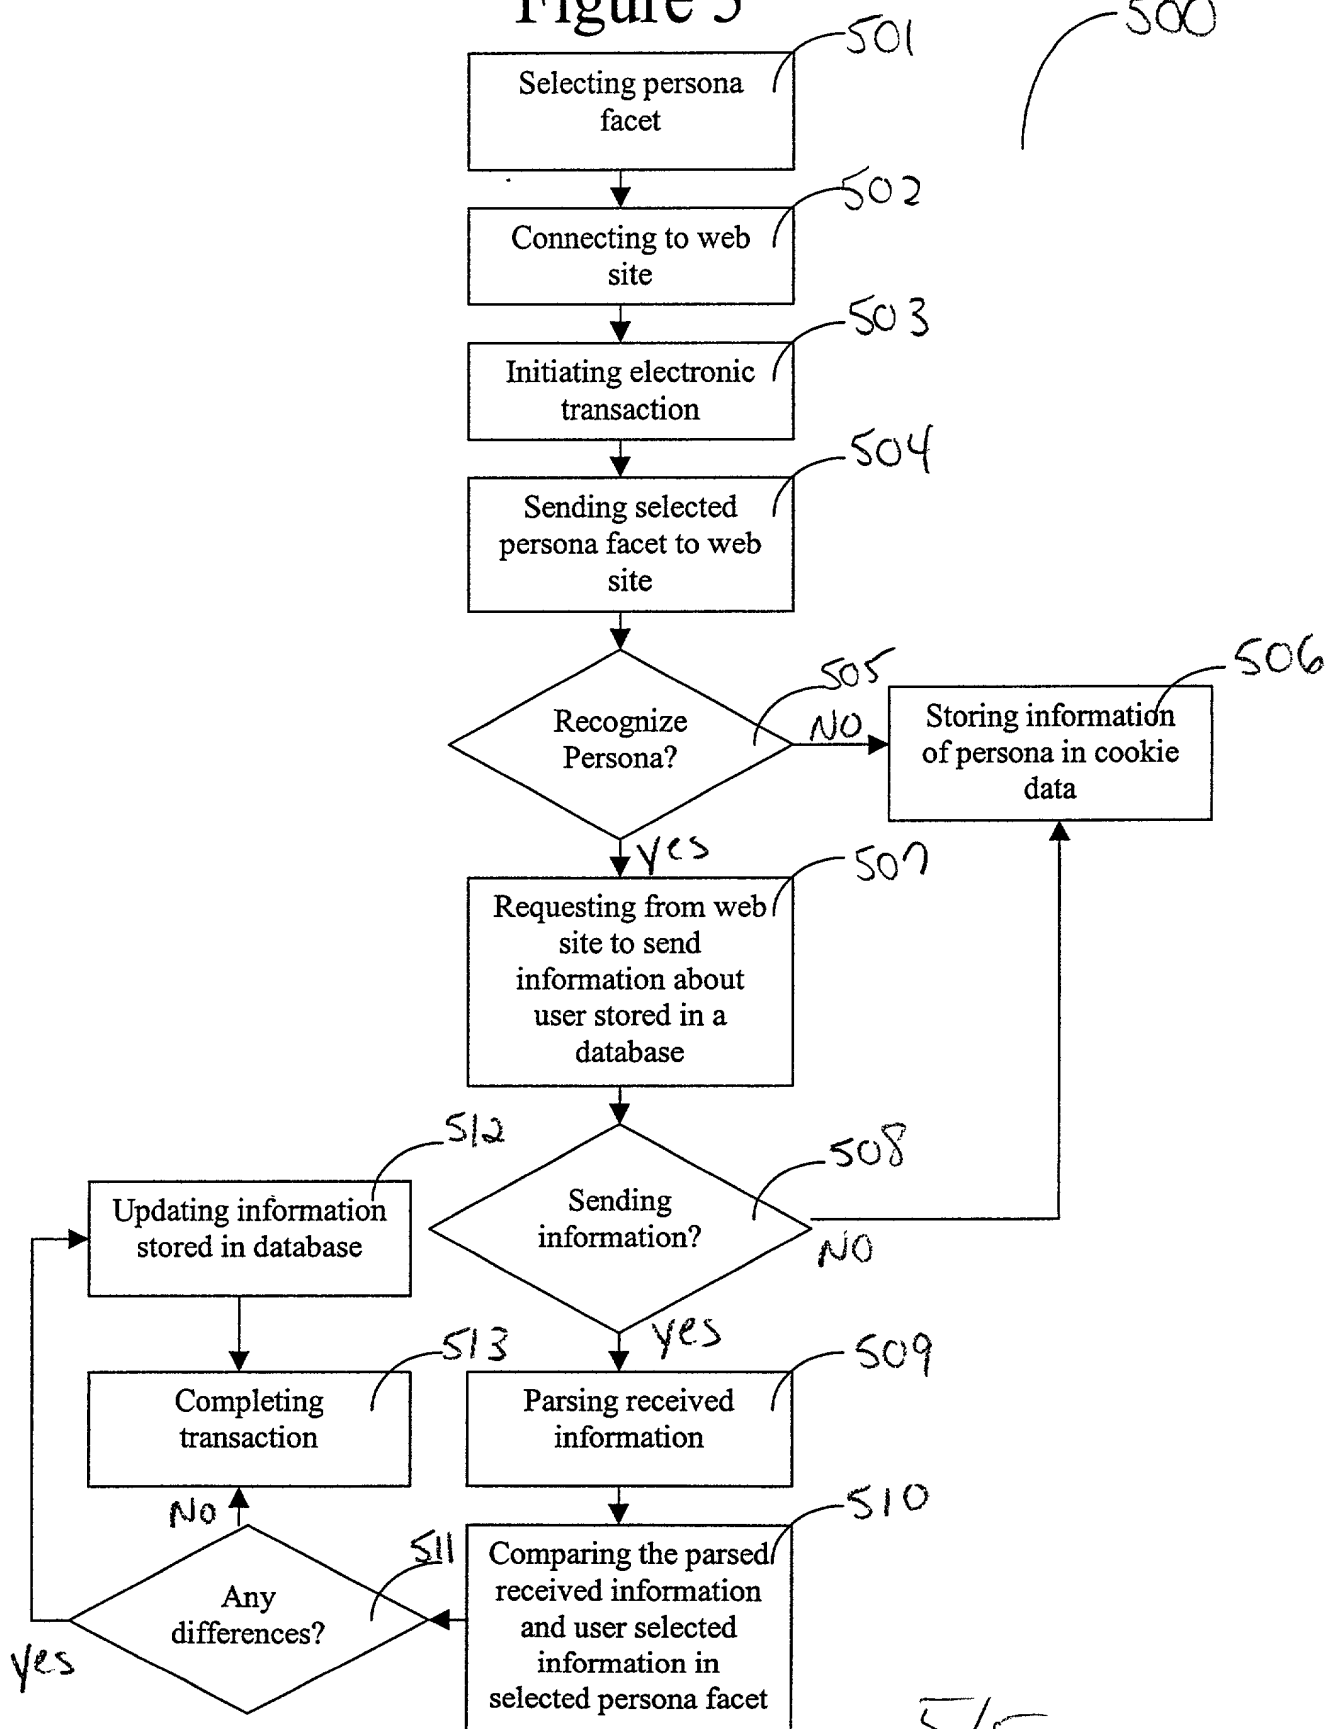 Figure 5
500
501
Selecting persona
facet
502
Connecting to web
site
503
Initiating electronic
transaction
504
Sending selected
persona facet to web
site
505
Recognize
Persona?
NO
506
Storing information
of persona in cookie
data
yes
507
Requesting from web
site to send
information about
user stored in a
database
508
Sending
information?
NO
yes
512
Updating information
stored in database
513
Completing
transaction
509
Parsing received
information
510
Comparing the parsed
received information
and user selected
information in
selected persona facet
511
Any
differences?
No
yes
5/5